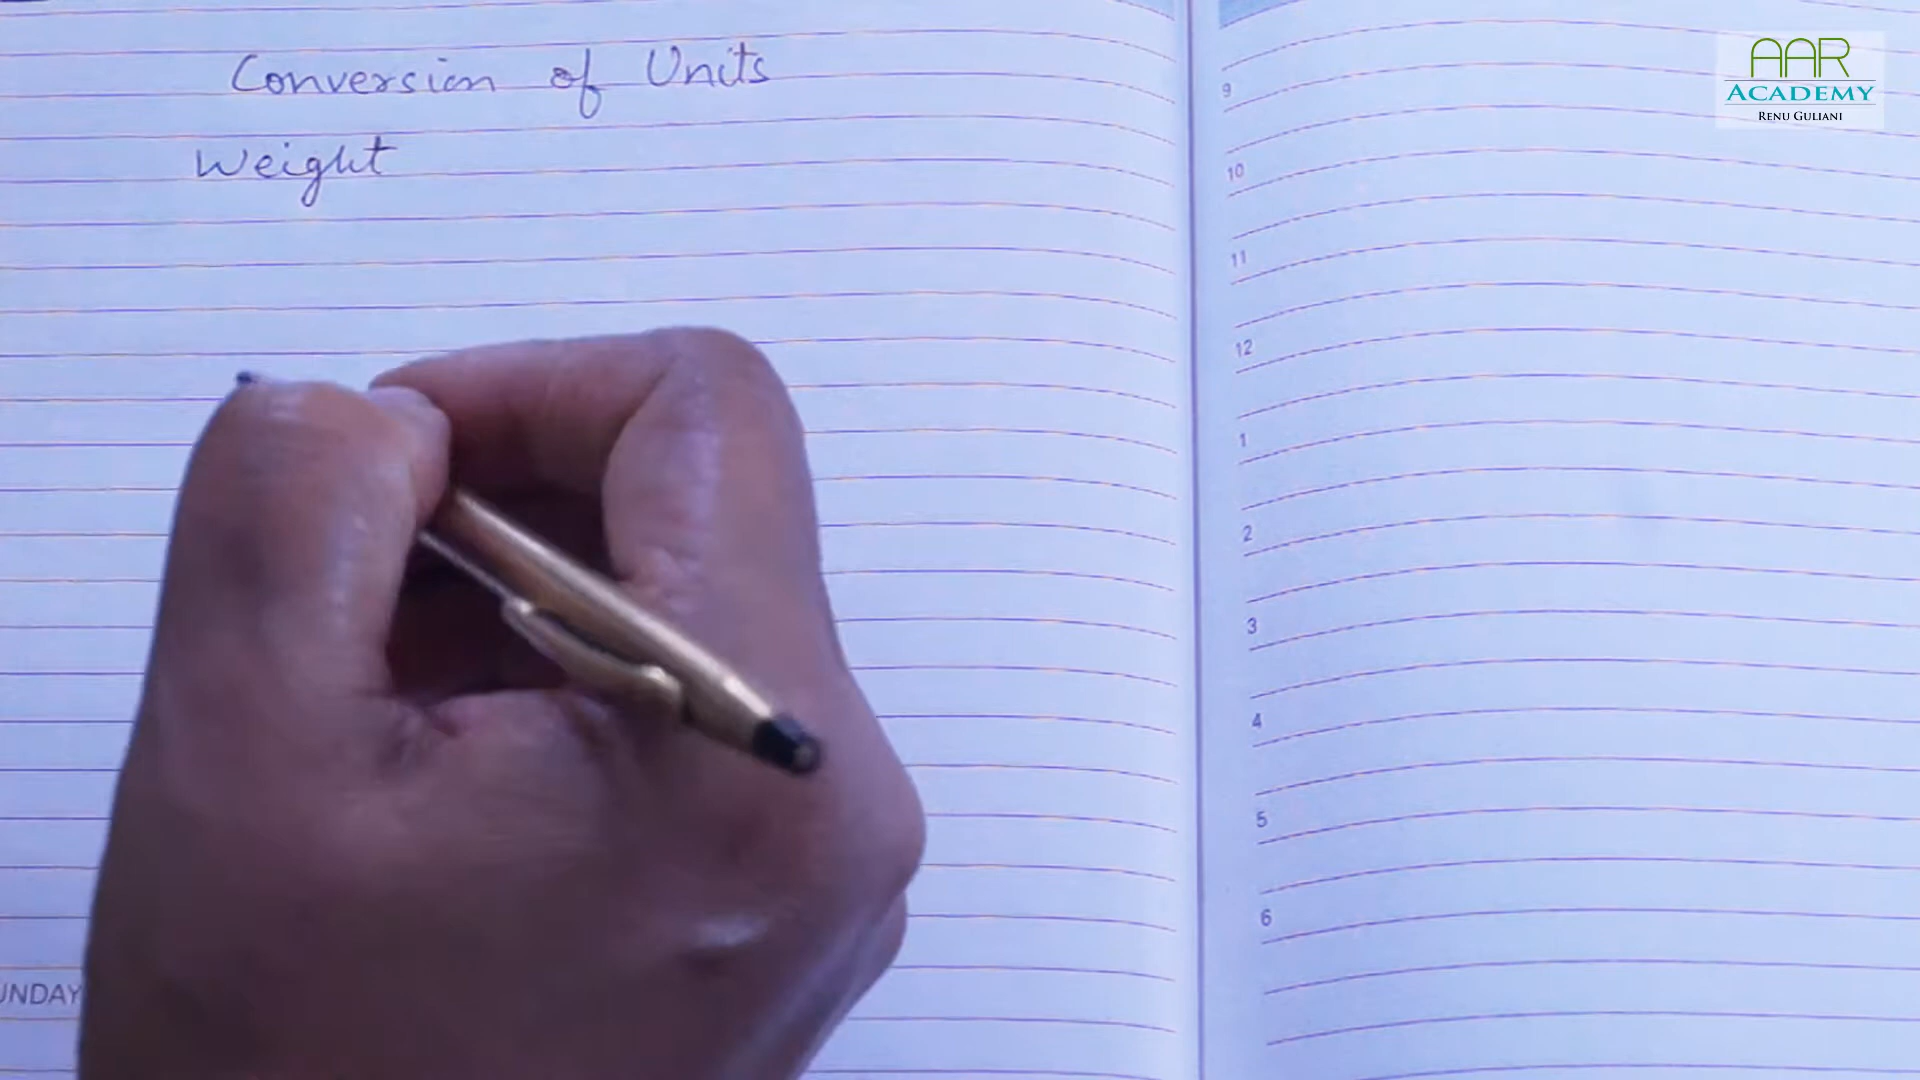 Conversion of Units
Weight
AAR
ACADEMY
RENU GULIANI
9
10
11
12
1
2
3
4
5
6
UNDAY